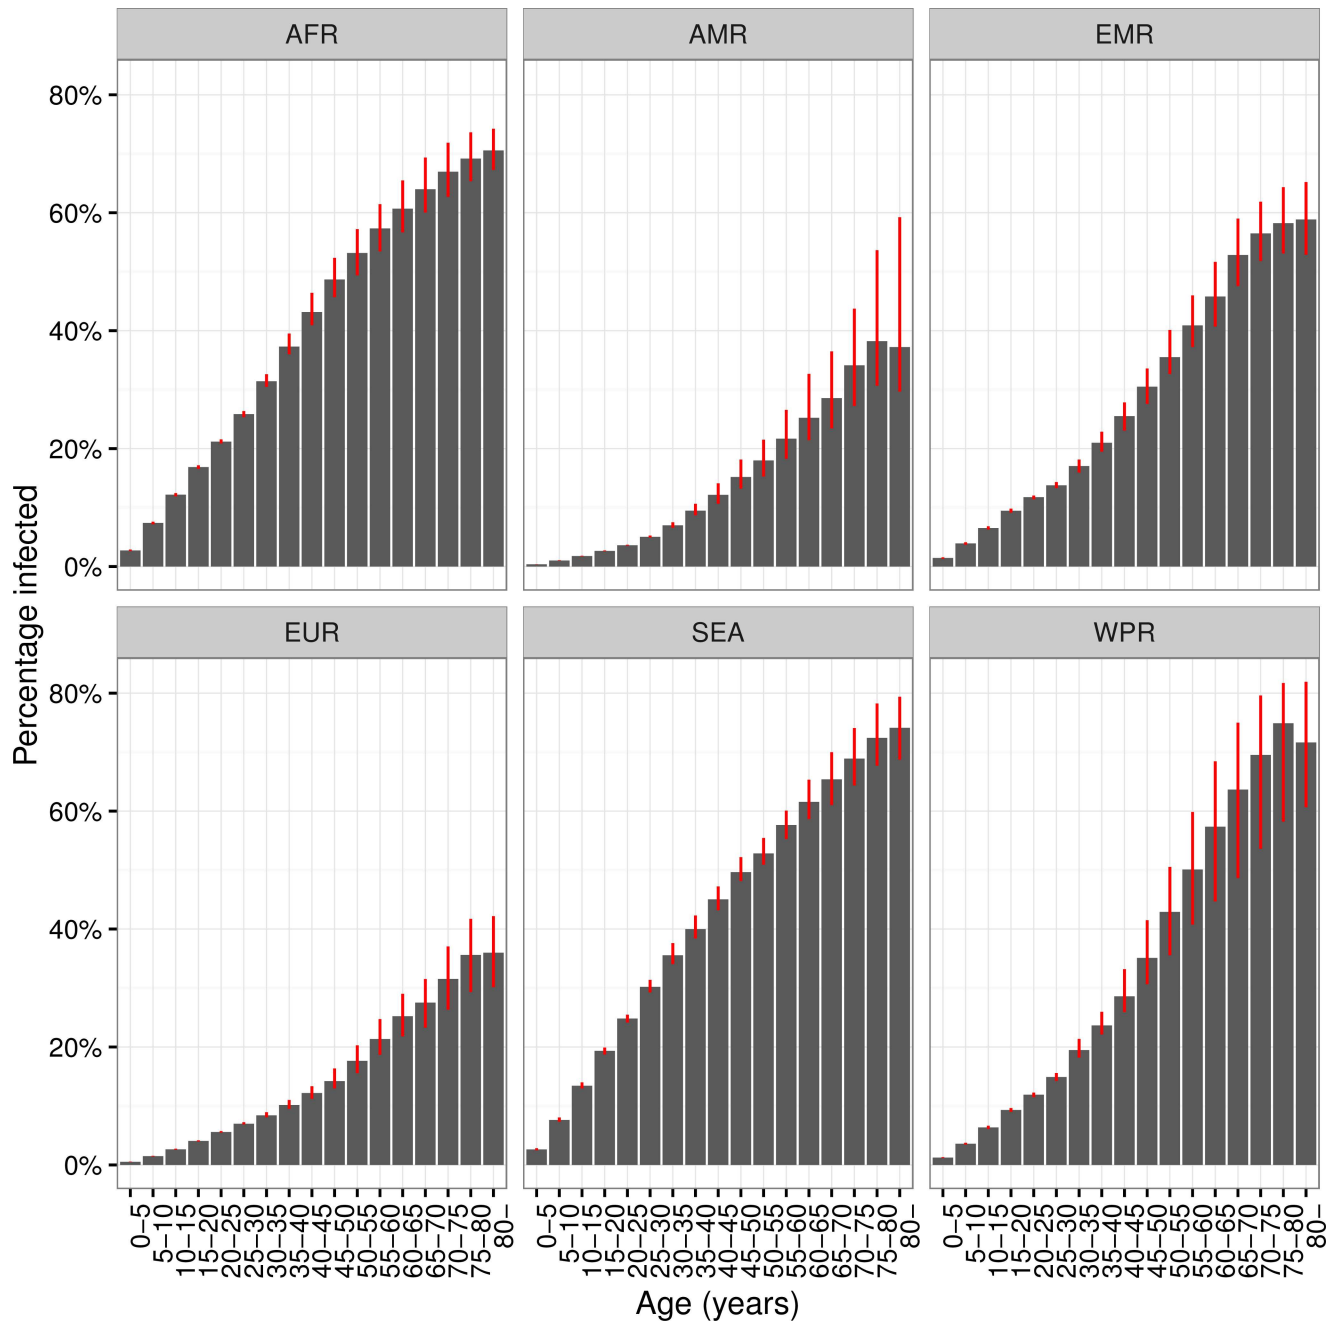 AFR AMR EMR
80%
60%
40%
20%
0%
Percentage infected
EUR SEA WPR
80%
60%
40%
20%
0%
0−5 5−10 10−15 15−20 20−25 25−30 30−35 35−40 40−45 45−50 50−55 55−60 60−65 65−70 70−75 75−80 80−
0−5 5−10 10−15 15−20 20−25 25−30 30−35 35−40 40−45 45−50 50−55 55−60 60−65 65−70 70−75 75−80 80−
0−5 5−10 10−15 15−20 20−25 25−30 30−35 35−40 40−45 45−50 50−55 55−60 60−65 65−70 70−75 75−80 80−
Age (years)